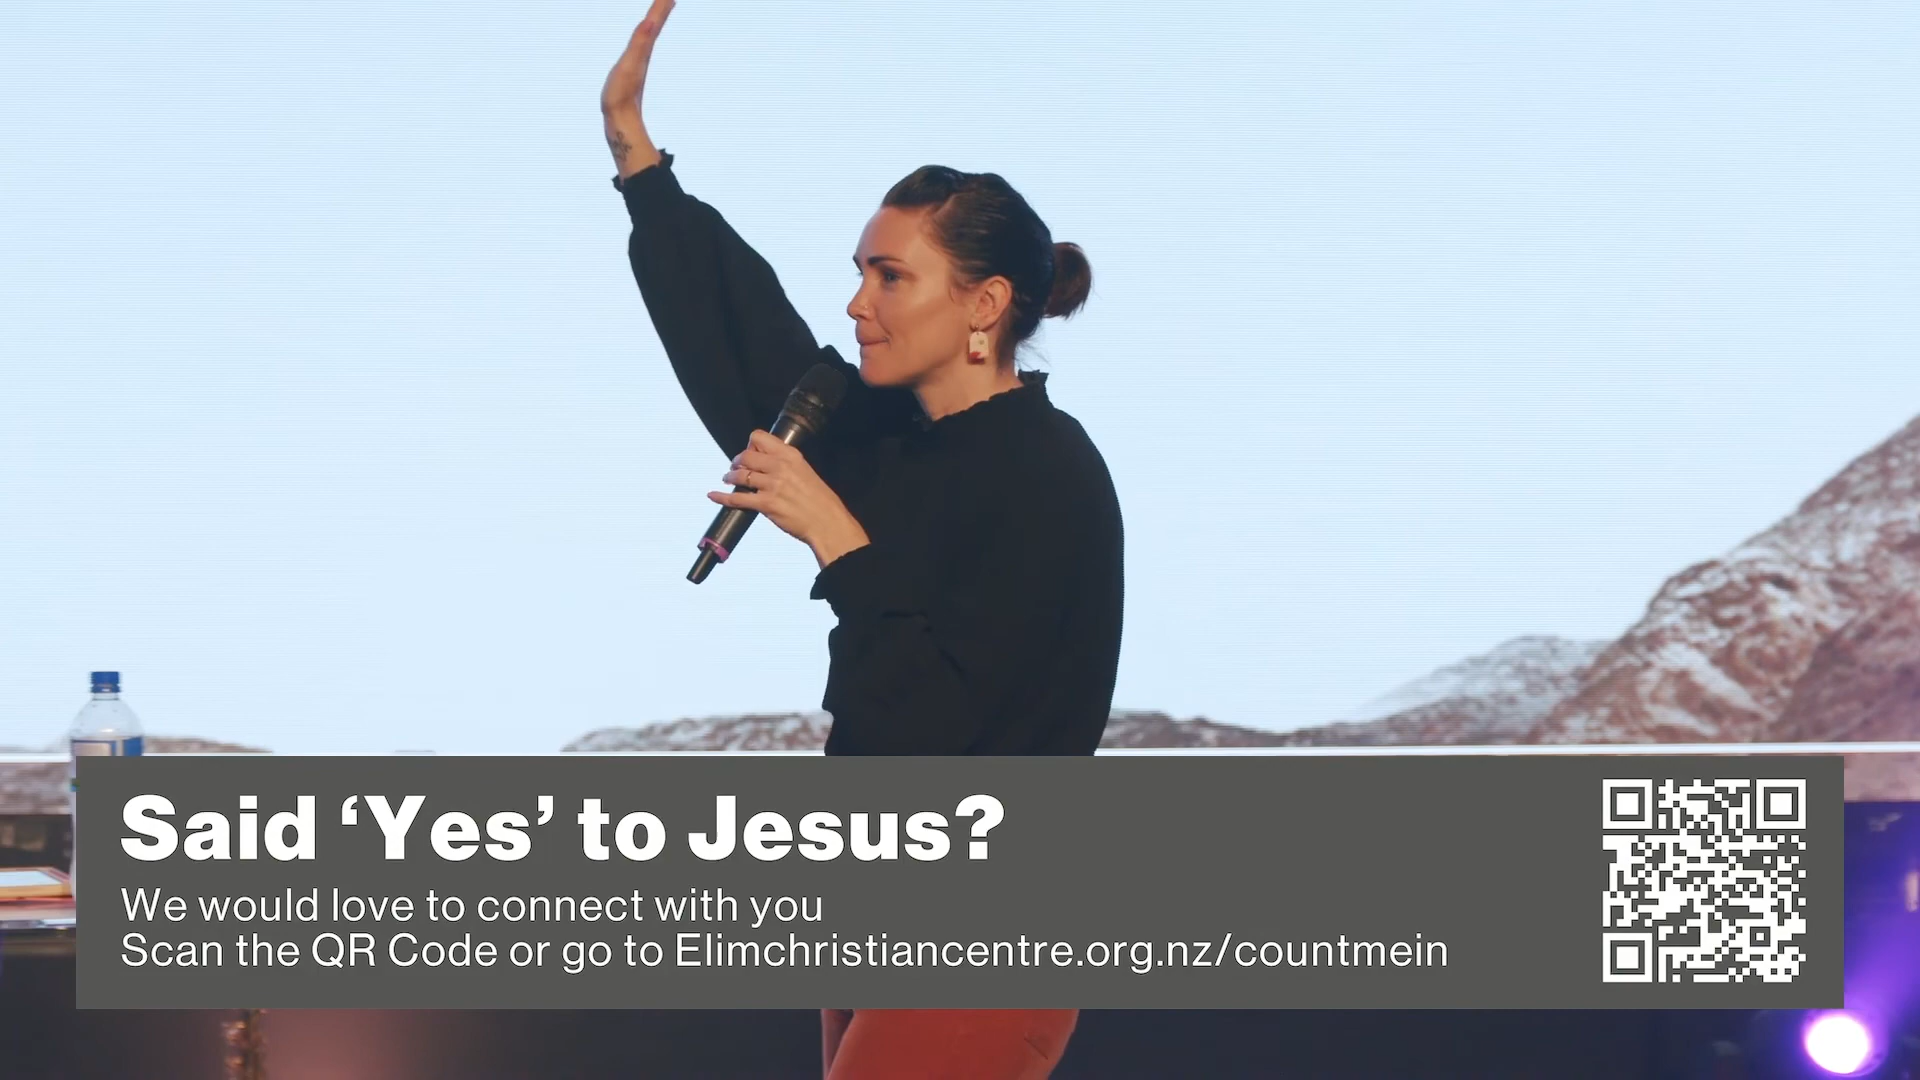 Said ‘Yes’ to Jesus?
We would love to connect with you
Scan the QR Code or go to Elimchristiancentre.org.nz/countmein